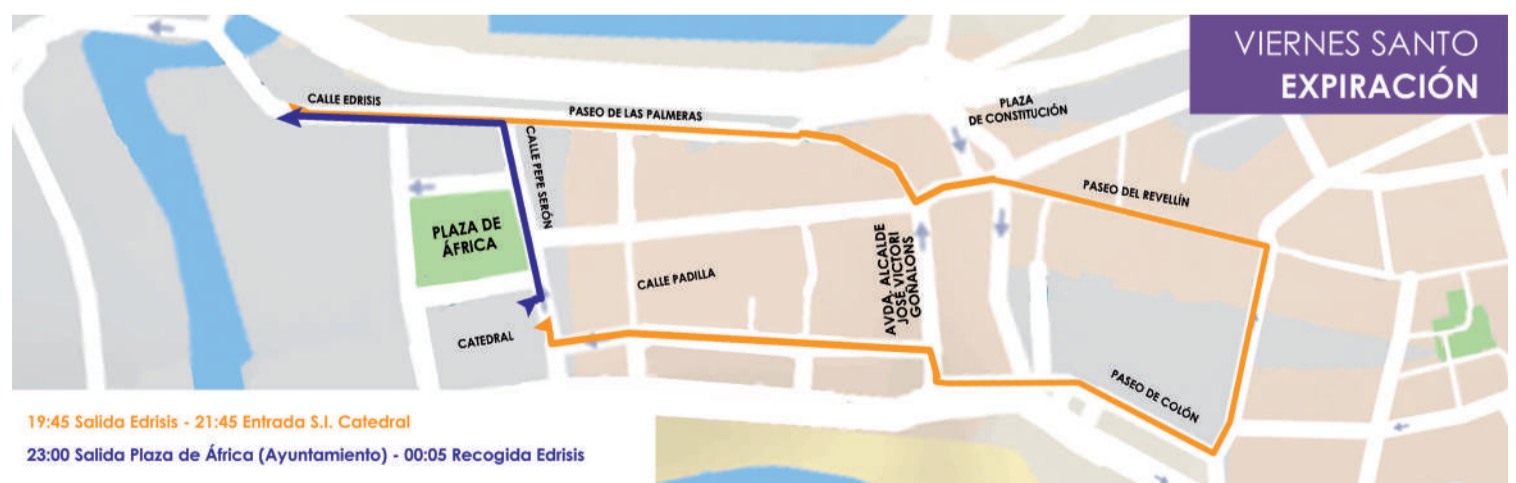 VIERNES SANTO
EXPIRACIÓN
CALLE EDRISIS
PASEO DE LAS PALMERAS
PLAZA
DE CONSTITUCIÓN
CALLE PEPE SERÓN
PASEO DEL REVELLÍN
PLAZA DE
ÁFRICA
AVDA. ALCALDE
JOSE VICTORI
GOÑALONS
CALLE PADILLA
CATEDRAL
PASEO DE COLÓN
19:45 Salida Edrisis - 21:45 Entrada S.I. Catedral
23:00 Salida Plaza de África (Ayuntamiento) - 00:05 Recogida Edrisis